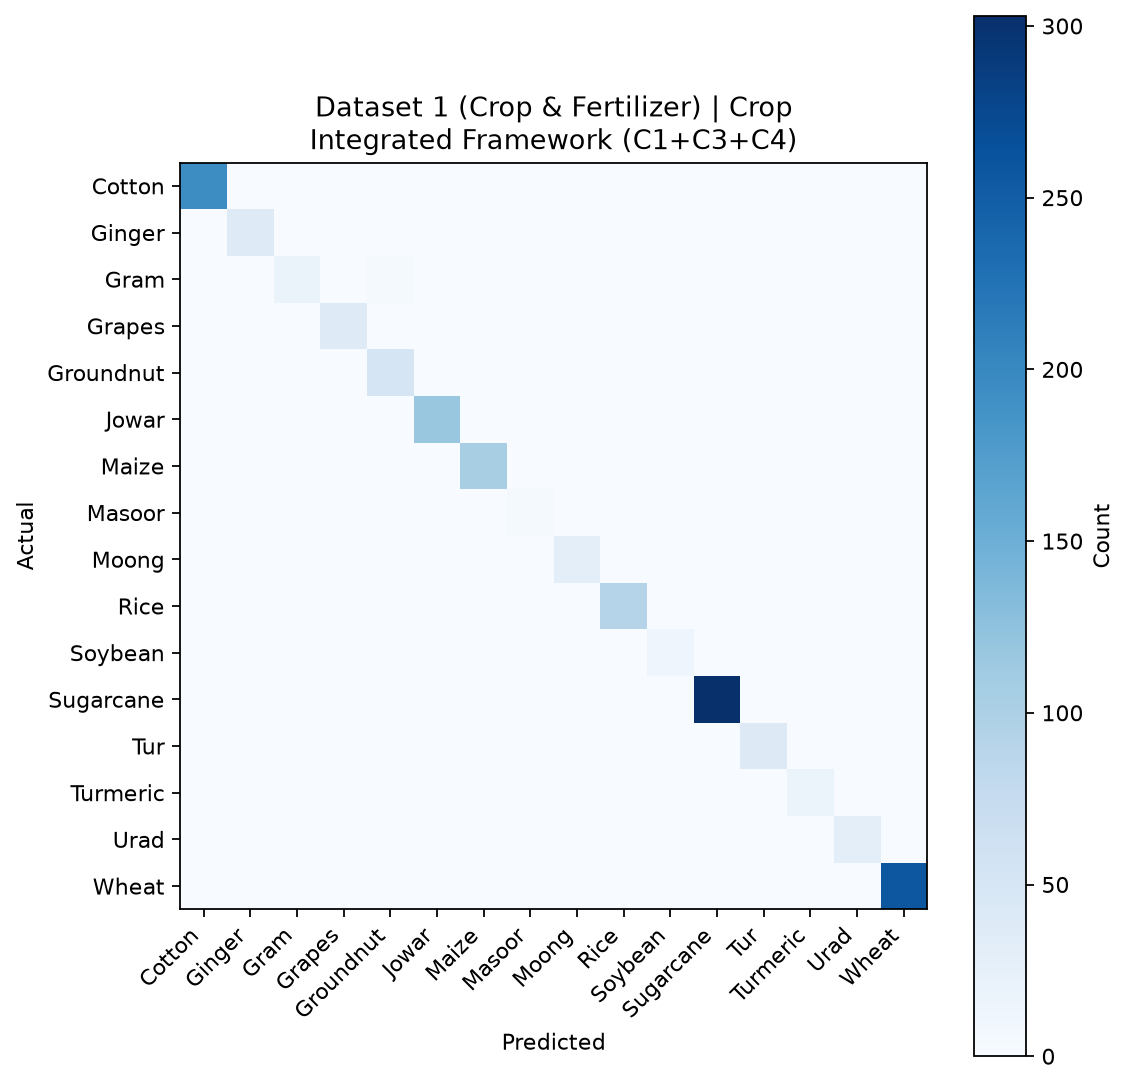 Dataset 1 (Crop & Fertilizer) | Crop
Integrated Framework (C1+C3+C4)
Actual
Cotton
Ginger
Gram
Grapes
Groundnut
Jowar
Maize
Masoor
Moong
Rice
Soybean
Sugarcane
Tur
Turmeric
Urad
Wheat
Cotton
Ginger
Gram
Grapes
Groundnut
Jowar
Maize
Masoor
Moong
Rice
Soybean
Sugarcane
Tur
Turmeric
Urad
Wheat
Predicted
300
250
200
150
100
50
0
Count